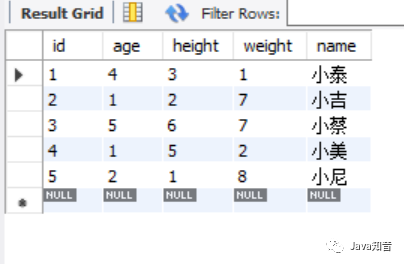 Result Grid Filter Rows:
id age height weight name
1 4 3 1 小泰
2 1 2 7 小吉
3 5 6 7 小蔡
4 1 5 2 小美
5 2 1 8 小尼
NULL NULL NULL NULL NULL
Java知音